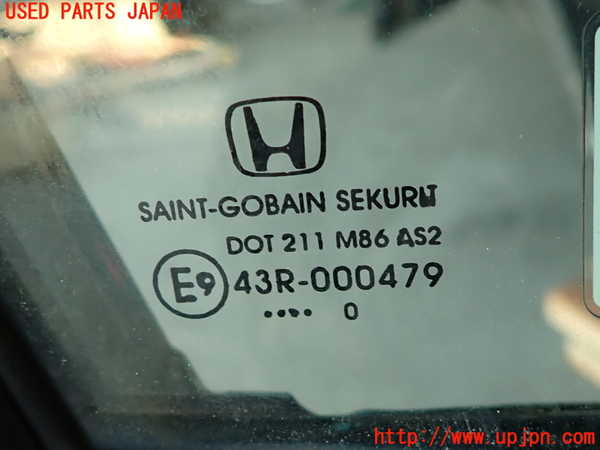 USED PARTS JAPAN
SAINT-GOBAIN SEKURIT
DOT 211 M86 AS2
E9 43R-000479
.... 0
http://www.upjpn.com/